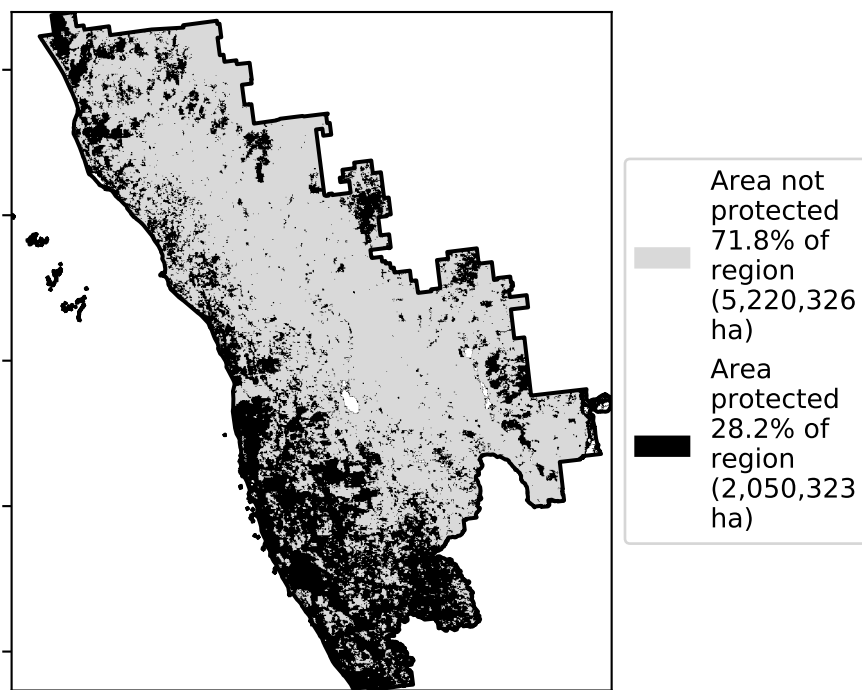 Area not
protected
71.8% of
region
(5,220,326
ha)
Area
protected
28.2% of
region
(2,050,323
ha)